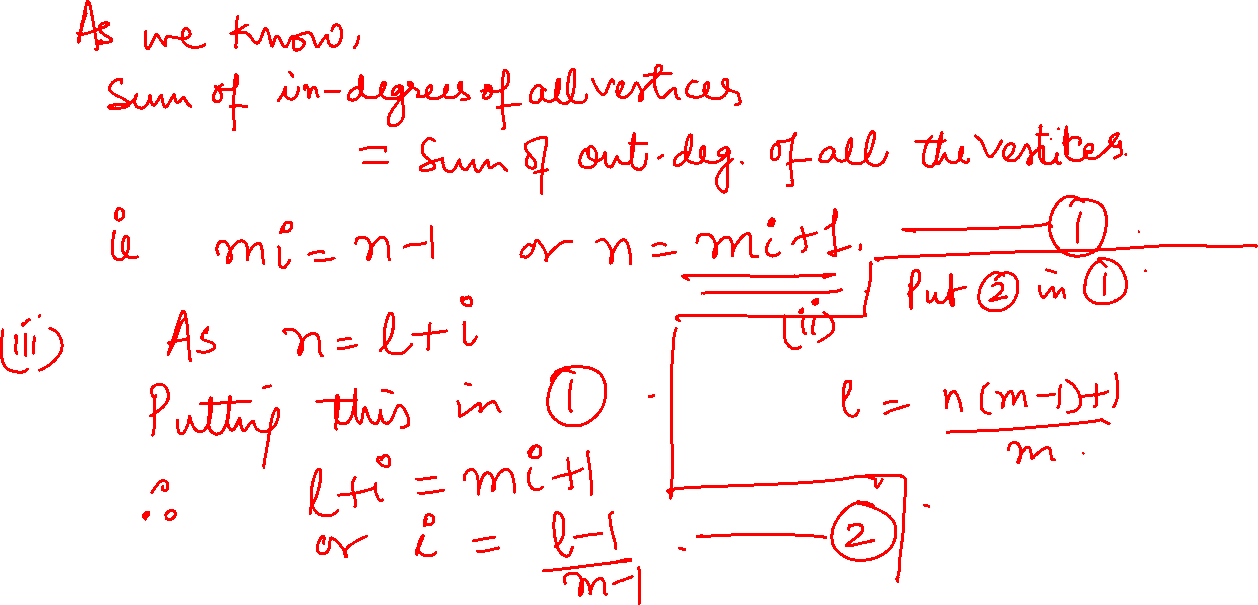 As we know,
Sum of in-degrees of all vertices
= Sum of out-deg. of all the vertices.
ie mi = n-1 or n = mi+1. ① 
(ii)
(iii) As n = l+i
Putting this in ①
∴ l+i = mi+1
or i = l-1/m-1 ②
Put ② in ①
l = n(m-1)+1/m